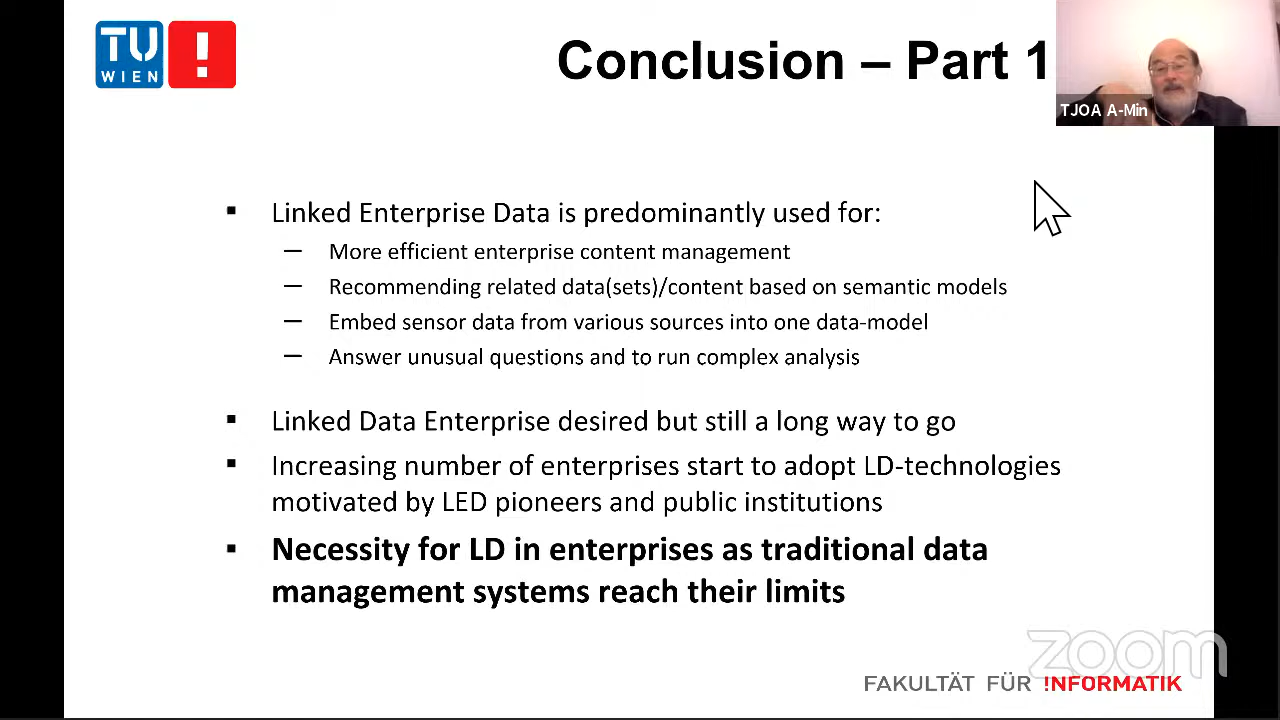 TU
WIEN
!
Conclusion – Part 1
TJOA A-Min
▪ Linked Enterprise Data is predominantly used for:
— More efficient enterprise content management
— Recommending related data(sets)/content based on semantic models
— Embed sensor data from various sources into one data-model
— Answer unusual questions and to run complex analysis
▪ Linked Data Enterprise desired but still a long way to go
▪ Increasing number of enterprises start to adopt LD-technologies
motivated by LED pioneers and public institutions
▪ Necessity for LD in enterprises as traditional data
management systems reach their limits
zoom
FAKULTÄT FÜR !NFORMATIK